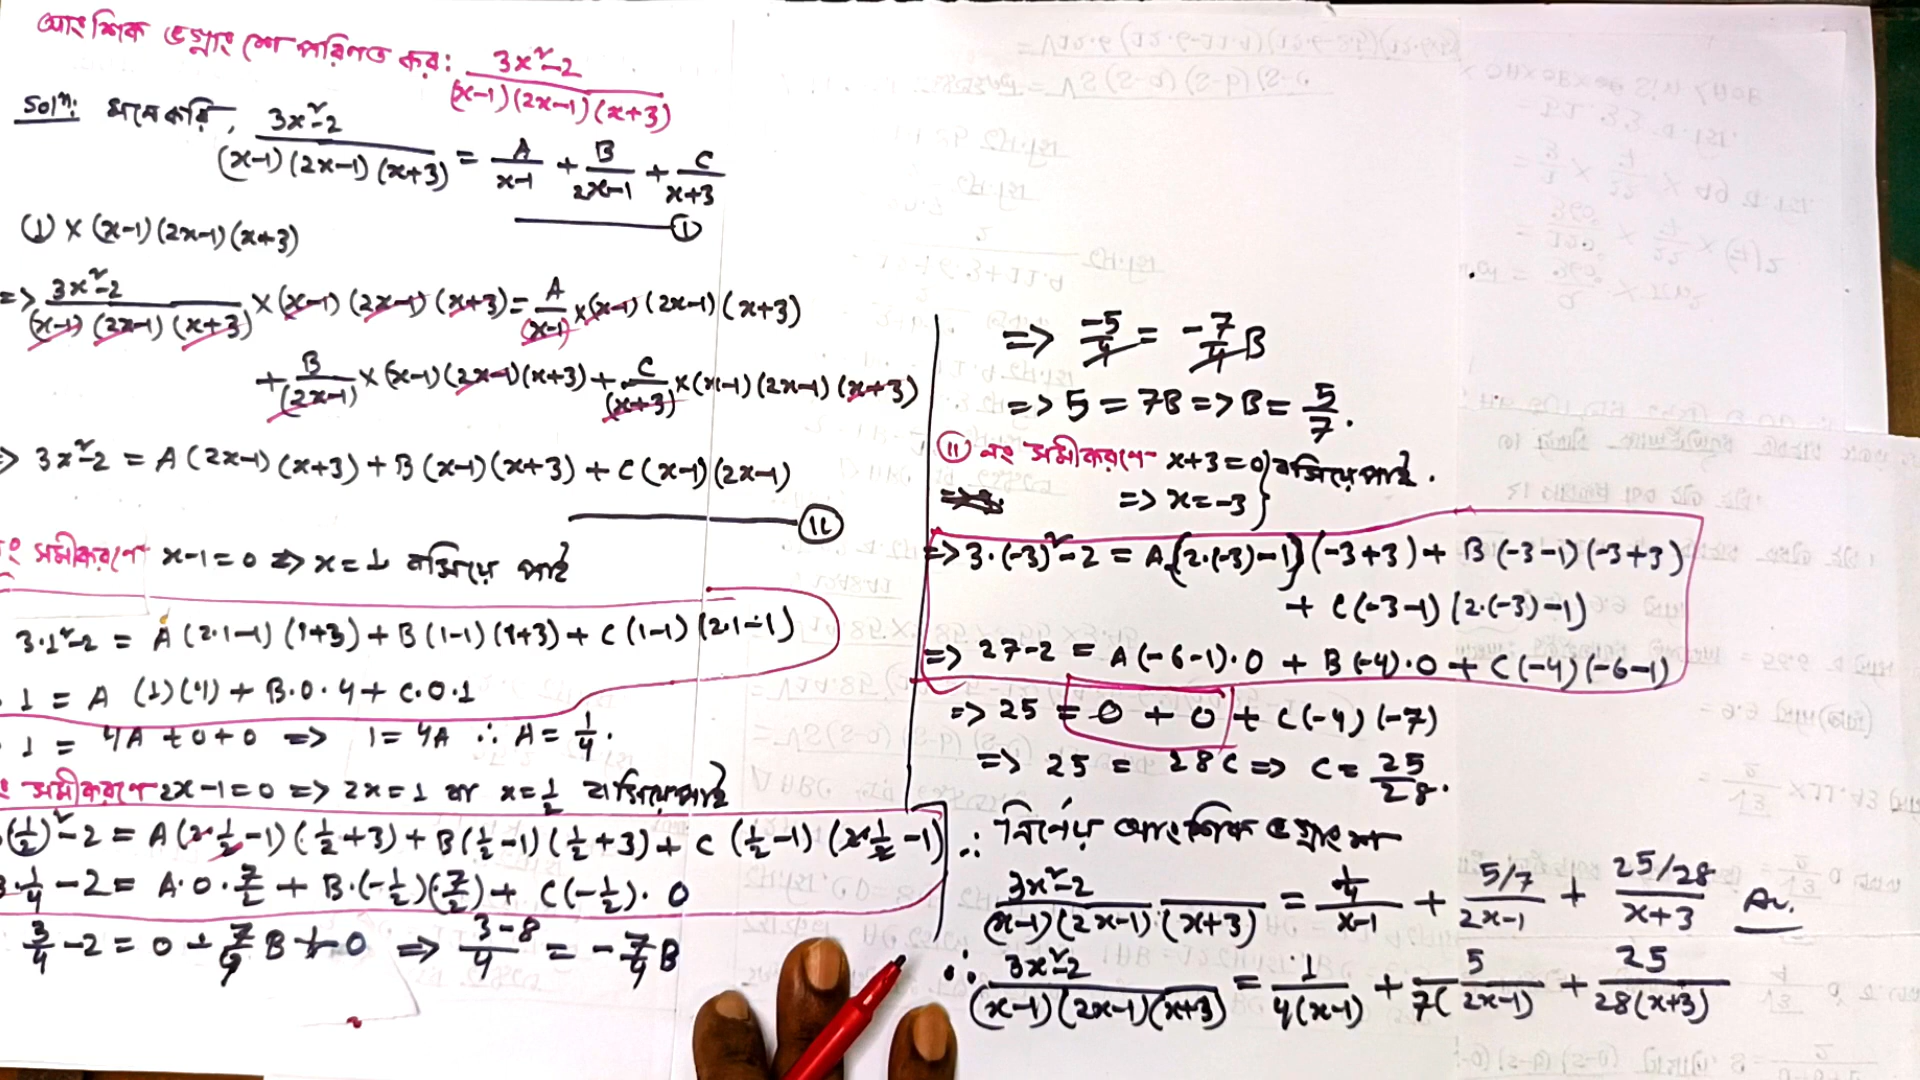 আংশিক ভগ্নাংশে পরিণত কর: 3x²-2 / (x-1)(2x-1)(x+3)
Solⁿ: মনেকরি, 3x²-2 / (x-1)(2x-1)(x+3) = A/x-1 + B/2x-1 + C/x+3
—— (1)
(1) × (x-1)(2x-1)(x+3)
=> 3x²-2 / (x-1)(2x-1)(x+3) × (x-1)(2x-1)(x+3) = A/(x-1) × (x-1)(2x-1)(x+3)
+ B/(2x-1) × (x-1)(2x-1)(x+3) + C/(x+3) × (x-1)(2x-1)(x+3)
=> 3x²-2 = A(2x-1)(x+3) + B(x-1)(x+3) + C(x-1)(2x-1)
—— (11)
নং সমীকরণে x-1=0 => x=1 বসিয়ে পাই
3.1²-2 = A(2.1-1)(1+3) + B(1-1)(1+3) + C(1-1)(2.1-1)
1 = A (1)(4) + B.0.4 + C.0.1
1 = 4A + 0 + 0 => 1 = 4A ∴ A = 1/4.
নং সমীকরণে 2x-1=0 => 2x=1 বা x=1/2 বসিয়ে পাই
(1/2)²-2 = A(2.1/2-1)(1/2+3) + B(1/2-1)(1/2+3) + C(1/2-1)(2.1/2-1)
3.1/4-2 = A.0.7/2 + B.(-1/2)(7/2) + C(-1/2).0
3/4-2 = 0 - 7/4 B + 0 => 3-8/4 = -7/4 B
=> -5/4 = -7/4 B
=> 5 = 7B => B = 5/7.
(11) নং সমীকরণে x+3=0 } বসিয়ে পাই.
=> x=-3 }
=> 3.(-3)²-2 = A{2.(-3)-1}(-3+3) + B(-3-1)(-3+3)
+ C(-3-1)(2.(-3)-1)
=> 27-2 = A(-6-1).0 + B(-4).0 + C(-4)(-6-1)
=> 25 = 0 + 0 + C(-4)(-7)
=> 25 = 28C => C = 25/28.
∴ নির্ণেয় আংশিক ভগ্নাংশ
3x²-2 / (x-1)(2x-1)(x+3) = 1/4 / x-1 + 5/7 / 2x-1 + 25/28 / x+3 An.
∴ 3x²-2 / (x-1)(2x-1)(x+3) = 1/4(x-1) + 5/7(2x-1) + 25/28(x+3)